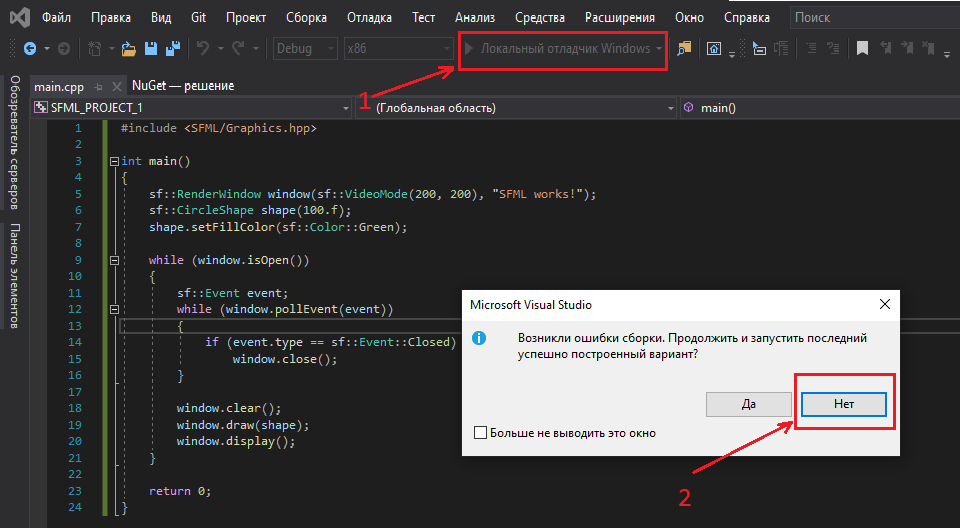 Файл Правка Вид Git Проект Сборка Отладка Тест Анализ Средства Расширения Окно Справка Поиск
Debug x86 Локальный отладчик Windows
1
Обозреватель серверов
Панель элементов
main.cpp NuGet — решение
SFML_PROJECT_1 (Глобальная область) main()
1 #include <SFML/Graphics.hpp>
2
3 int main()
4 {
5 sf::RenderWindow window(sf::VideoMode(200, 200), "SFML works!");
6 sf::CircleShape shape(100.f);
7 shape.setFillColor(sf::Color::Green);
8
9 while (window.isOpen())
10 {
11 sf::Event event;
12 while (window.pollEvent(event))
13 {
14 if (event.type == sf::Event::Closed)
15 window.close();
16 }
17
18 window.clear();
19 window.draw(shape);
20 window.display();
21 }
22
23 return 0;
24 }
Microsoft Visual Studio
Возникли ошибки сборки. Продолжить и запустить последний
успешно построенный вариант?
Да Нет
Больше не выводить это окно
2